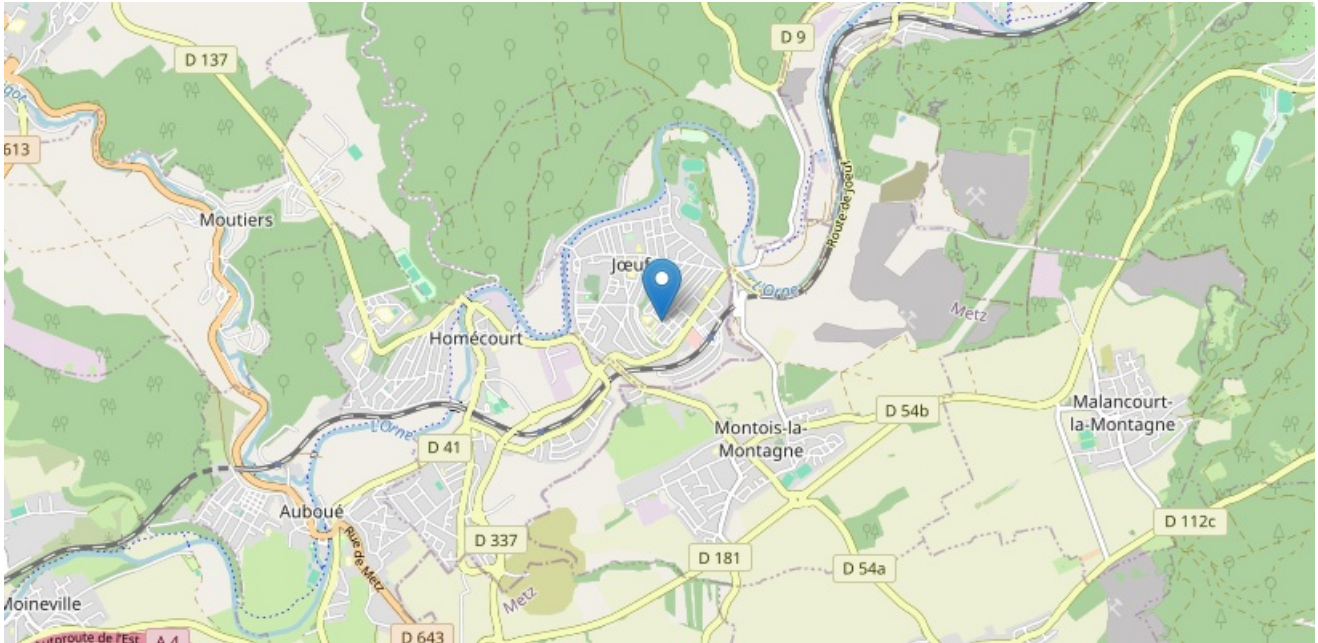 D 9
D 137
613
Route de Joeuf
Moutiers
Jœuf
L'Orne
Metz
Homécourt
Malancourt-
la-Montagne
D 54b
L'Orne
D 41
Montois-la-
Montagne
Auboué
D 112c
Rue de Metz
D 337
D 181
D 54a
Moineville
Metz
A 4
D 643